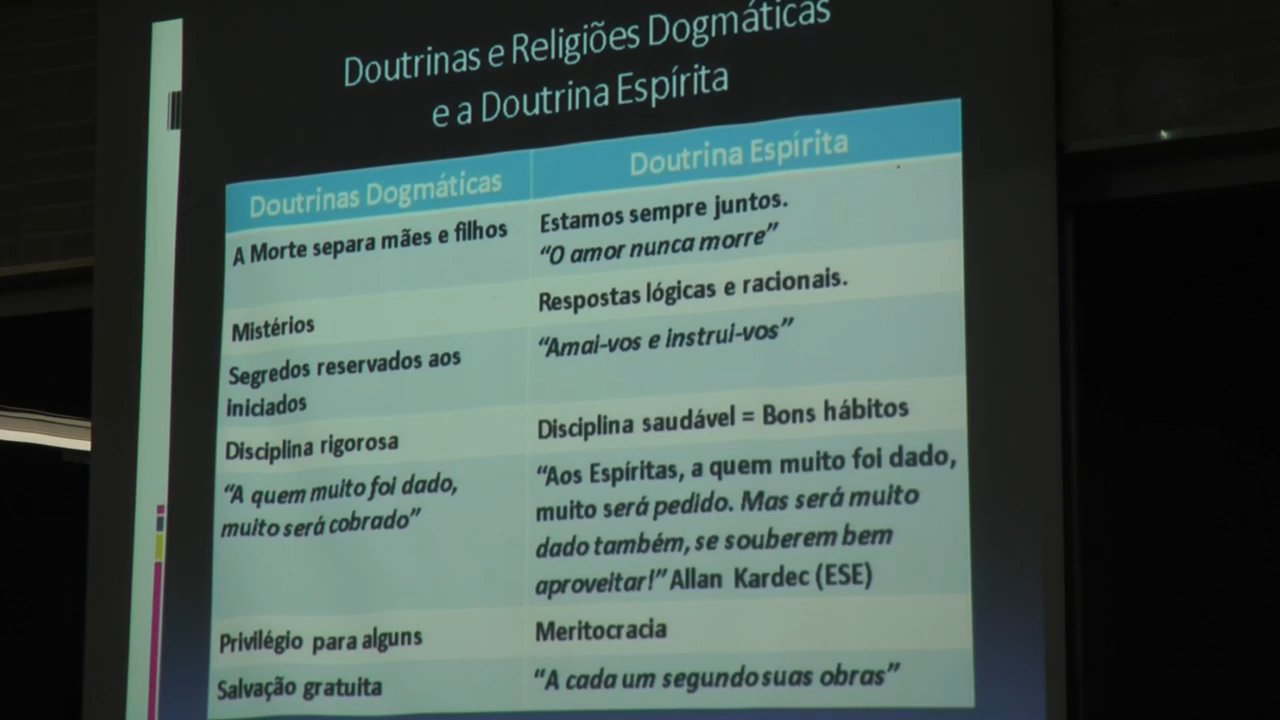 Doutrinas e Religiões Dogmáticas
e a Doutrina Espírita
Doutrinas Dogmáticas
Doutrina Espírita
A Morte separa mães e filhos
Estamos sempre juntos.
“O amor nunca morre”
Mistérios
Respostas lógicas e racionais.
Segredos reservados aos
iniciados
“Amai-vos e instrui-vos”
Disciplina rigorosa
Disciplina saudável = Bons hábitos
“A quem muito foi dado,
muito será cobrado”
“Aos Espíritas, a quem muito foi dado,
muito será pedido. Mas será muito
dado também, se souberem bem
aproveitar!” Allan Kardec (ESE)
Privilégio para alguns
Meritocracia
Salvação gratuita
“A cada um segundo suas obras”